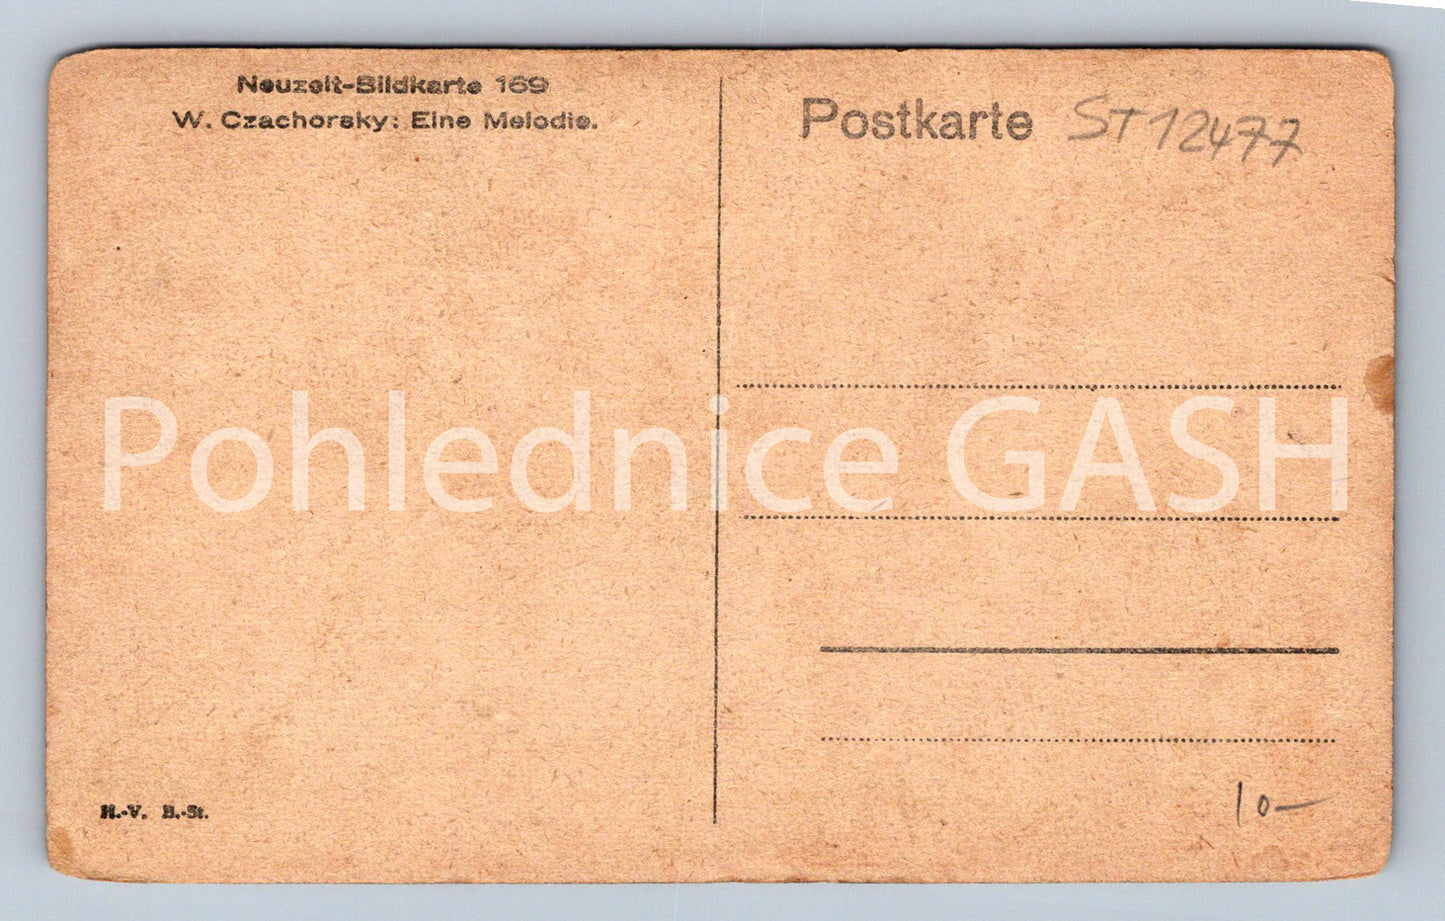 Neuzeit-Bildkarte 169
W. Czachorsky: Eine Melodie.
Postkarte ST12477
Pohlednice GASH
10—
H.-V. B.-St.